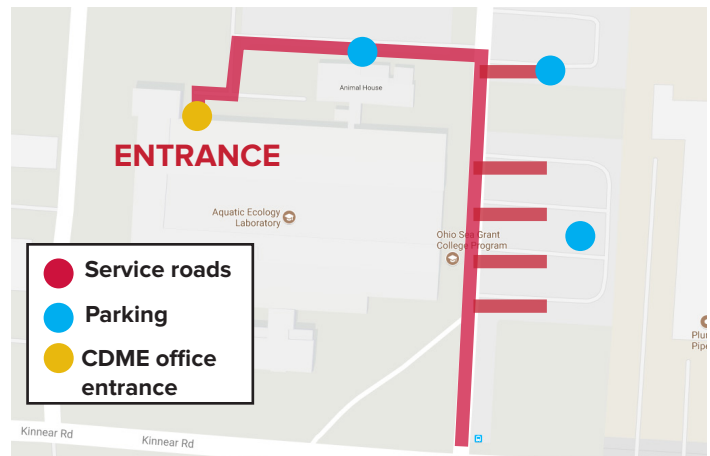 Animal House
ENTRANCE
Aquatic Ecology
Laboratory
Ohio Sea Grant
College Program
Service roads
Parking
CDME office
entrance
Plum
Pipe
Kinnear Rd
Kinnear Rd